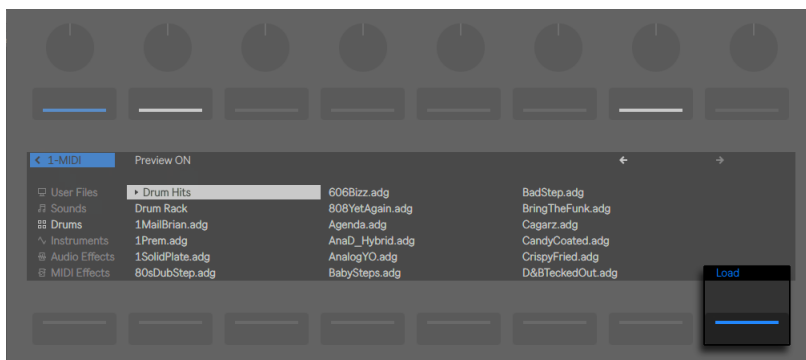 1-MIDI
Preview ON
User Files
Sounds
Drums
Instruments
Audio Effects
MIDI Effects
Drum Hits
Drum Rack
1MailBrian.adg
1Prem.adg
1SolidPlate.adg
80sDubStep.adg
606Bizz.adg
808YetAgain.adg
Agenda.adg
AnaD_Hybrid.adg
AnalogYO.adg
BabySteps.adg
BadStep.adg
BringTheFunk.adg
Cagarz.adg
CandyCoated.adg
CrispyFried.adg
D&BTeckedOut.adg
Load